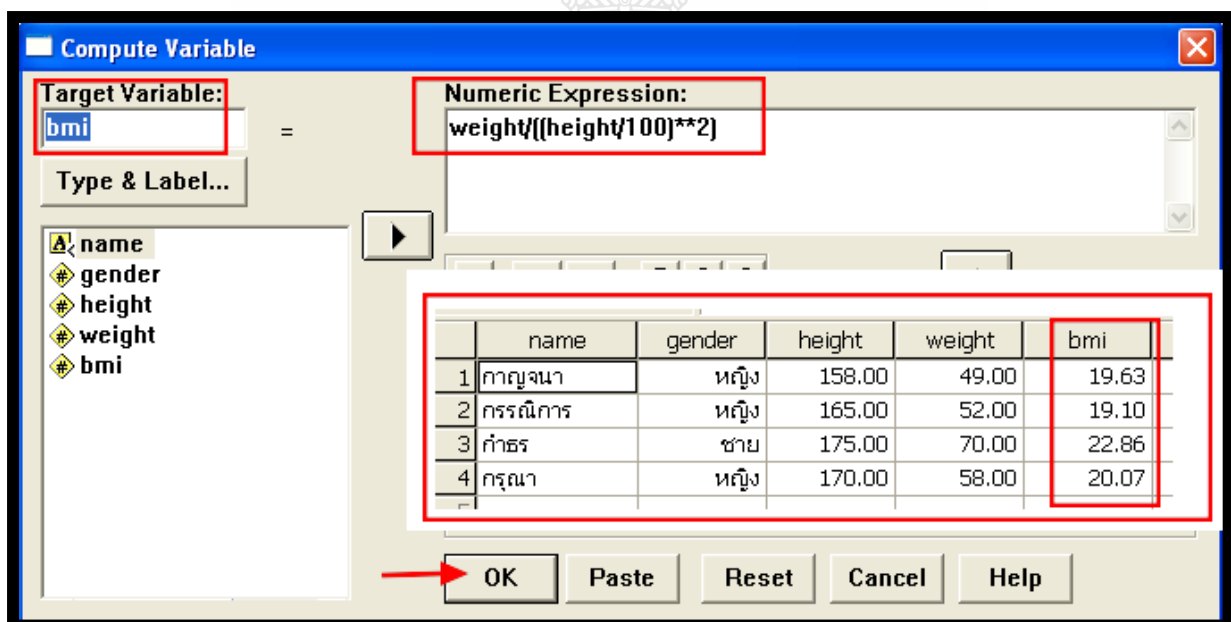 Compute Variable
Target Variable:
bmi
=
Type & Label...
Numeric Expression:
weight/((height/100)**2)
name
gender
height
weight
bmi
name gender height weight bmi
1 กาญจนา หญิง 158.00 49.00 19.63
2 กรรณิการ หญิง 165.00 52.00 19.10
3 กำธร ชาย 175.00 70.00 22.86
4 กรุณา หญิง 170.00 58.00 20.07
OK Paste Reset Cancel Help